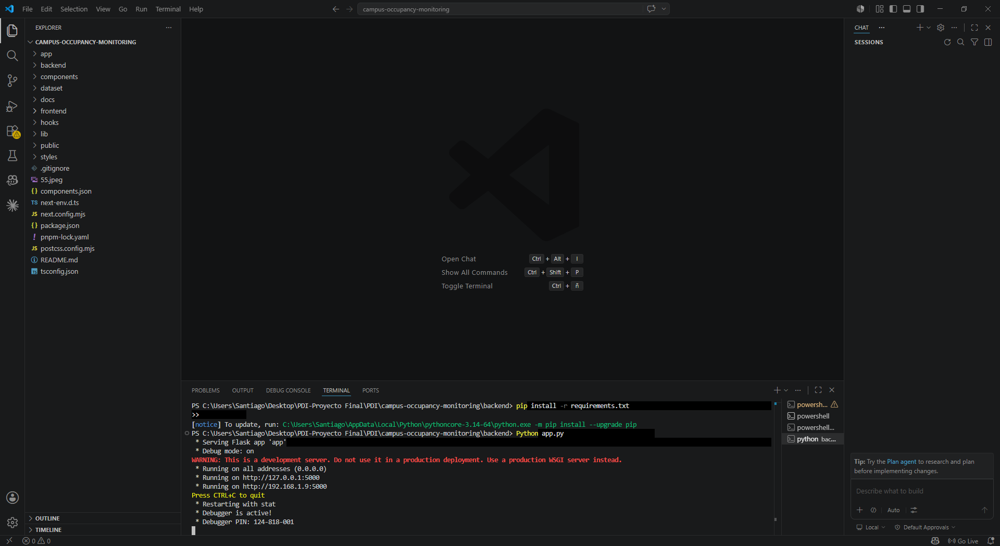 File Edit Selection View Go Run Terminal Help
campus-occupancy-monitoring
EXPLORER
CAMPUS-OCCUPANCY-MONITORING
app
backend
components
dataset
docs
frontend
hooks
lib
public
styles
.gitignore
55.jpeg
{} components.json
TS next-env.d.ts
JS next.config.mjs
{} package.json
! pnpm-lock.yaml
JS postcss.config.mjs
README.md
TS tsconfig.json
OUTLINE
TIMELINE
Open Chat Ctrl + Alt + I
Show All Commands Ctrl + Shift + P
Toggle Terminal Ctrl + ñ
PROBLEMS OUTPUT DEBUG CONSOLE TERMINAL PORTS
PS C:\Users\Santiago\Desktop\PDI-Proyecto Final\PDI\campus-occupancy-monitoring\backend> pip install -r requirements.txt
>>
[notice] To update, run: C:\Users\Santiago\AppData\Local\Python\pythoncore-3.14-64\python.exe -m pip install --upgrade pip
PS C:\Users\Santiago\Desktop\PDI-Proyecto Final\PDI\campus-occupancy-monitoring\backend> Python app.py
* Serving Flask app 'app'
* Debug mode: on
WARNING: This is a development server. Do not use it in a production deployment. Use a production WSGI server instead.
* Running on all addresses (0.0.0.0)
* Running on http://127.0.0.1:5000
* Running on http://192.168.1.9:5000
Press CTRL+C to quit
* Restarting with stat
* Debugger is active!
* Debugger PIN: 124-818-001
powersh...
powershell
powershell...
python bac...
CHAT
SESSIONS
Tip: Try the Plan agent to research and plan
before implementing changes.
Describe what to build
Auto
Local Default Approvals
0 0
Go Live